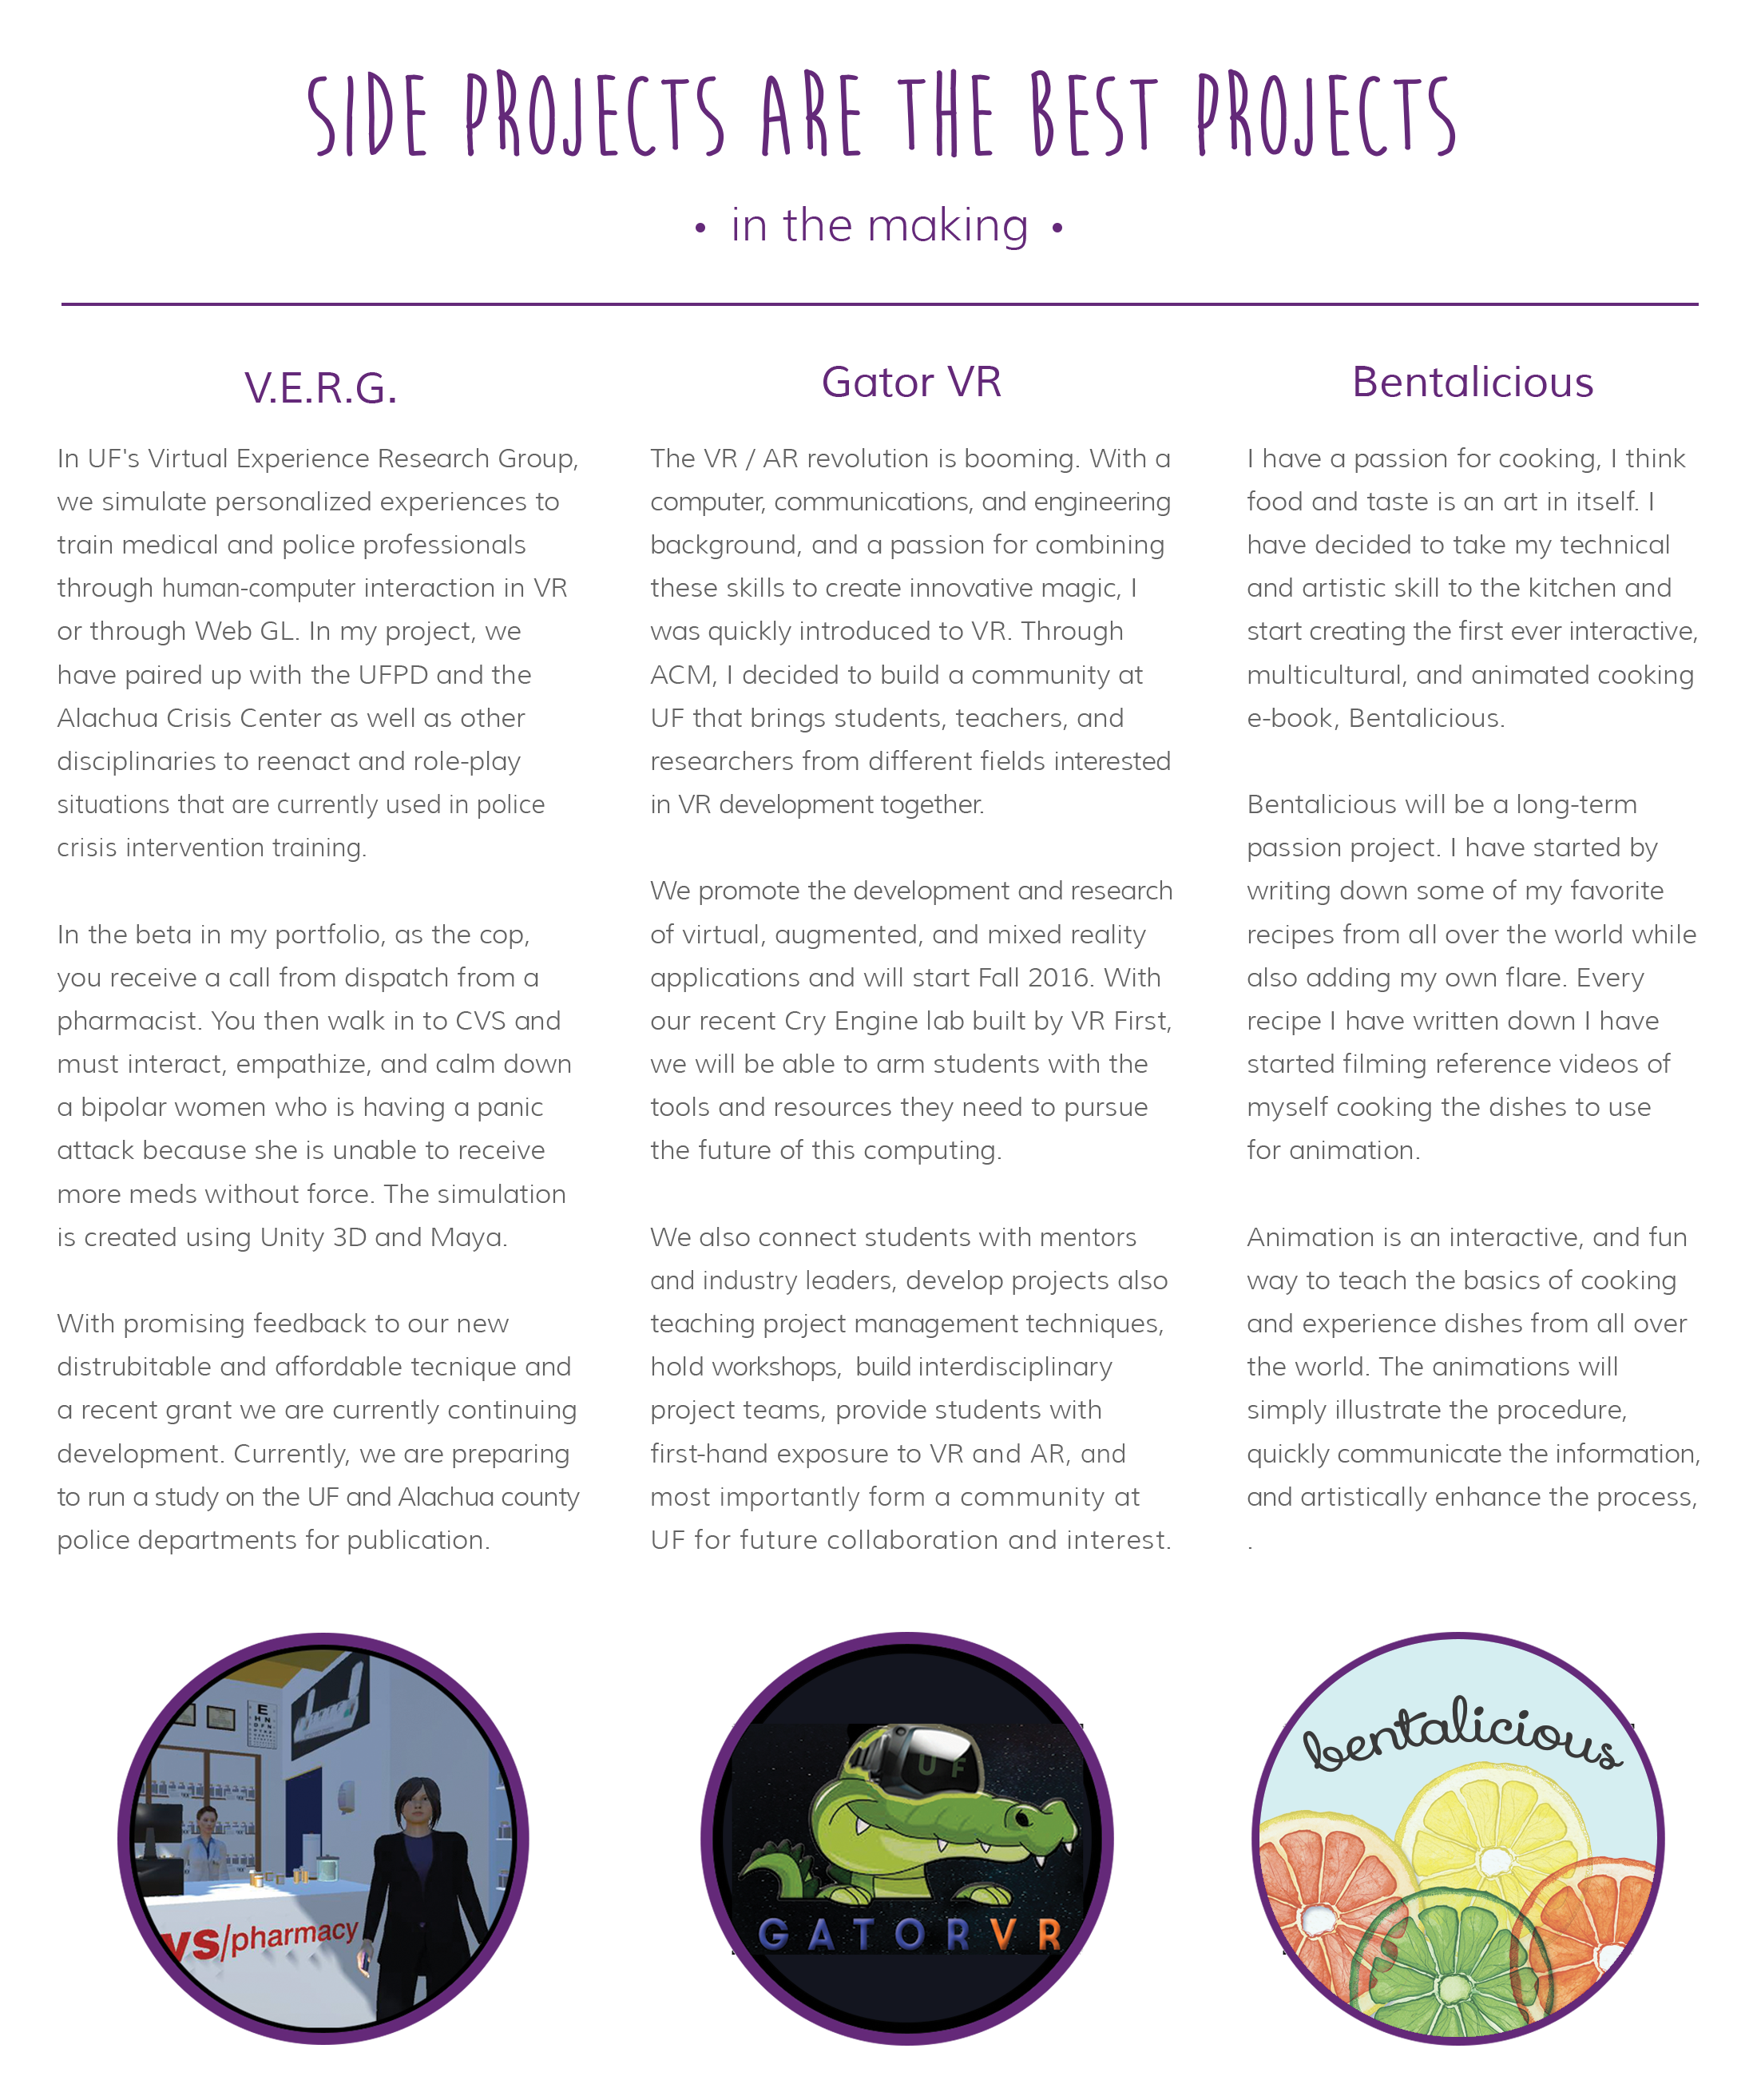 SIDE PROJECTS ARE THE BEST PROJECTS
• in the making •
V.E.R.G.
In UF's Virtual Experience Research Group,
we simulate personalized experiences to
train medical and police professionals
through human-computer interaction in VR
or through Web GL. In my project, we
have paired up with the UFPD and the
Alachua Crisis Center as well as other
disciplinaries to reenact and role-play
situations that are currently used in police
crisis intervention training.
In the beta in my portfolio, as the cop,
you receive a call from dispatch from a
pharmacist. You then walk in to CVS and
must interact, empathize, and calm down
a bipolar women who is having a panic
attack because she is unable to receive
more meds without force. The simulation
is created using Unity 3D and Maya.
With promising feedback to our new
distrubitable and affordable tecnique and
a recent grant we are currently continuing
development. Currently, we are preparing
to run a study on the UF and Alachua county
police departments for publication.
Gator VR
The VR / AR revolution is booming. With a
computer, communications, and engineering
background, and a passion for combining
these skills to create innovative magic, I
was quickly introduced to VR. Through
ACM, I decided to build a community at
UF that brings students, teachers, and
researchers from different fields interested
in VR development together.
We promote the development and research
of virtual, augmented, and mixed reality
applications and will start Fall 2016. With
our recent Cry Engine lab built by VR First,
we will be able to arm students with the
tools and resources they need to pursue
the future of this computing.
We also connect students with mentors
and industry leaders, develop projects also
teaching project management techniques,
hold workshops, build interdisciplinary
project teams, provide students with
first-hand exposure to VR and AR, and
most importantly form a community at
UF for future collaboration and interest.
Bentalicious
I have a passion for cooking, I think
food and taste is an art in itself. I
have decided to take my technical
and artistic skill to the kitchen and
start creating the first ever interactive,
multicultural, and animated cooking
e-book, Bentalicious.
Bentalicious will be a long-term
passion project. I have started by
writing down some of my favorite
recipes from all over the world while
also adding my own flare. Every
recipe I have written down I have
started filming reference videos of
myself cooking the dishes to use
for animation.
Animation is an interactive, and fun
way to teach the basics of cooking
and experience dishes from all over
the world. The animations will
simply illustrate the procedure,
quickly communicate the information,
and artistically enhance the process,
.
E
H N
D F N
vs/pharmacy
UF
GATORVR
bentalicious